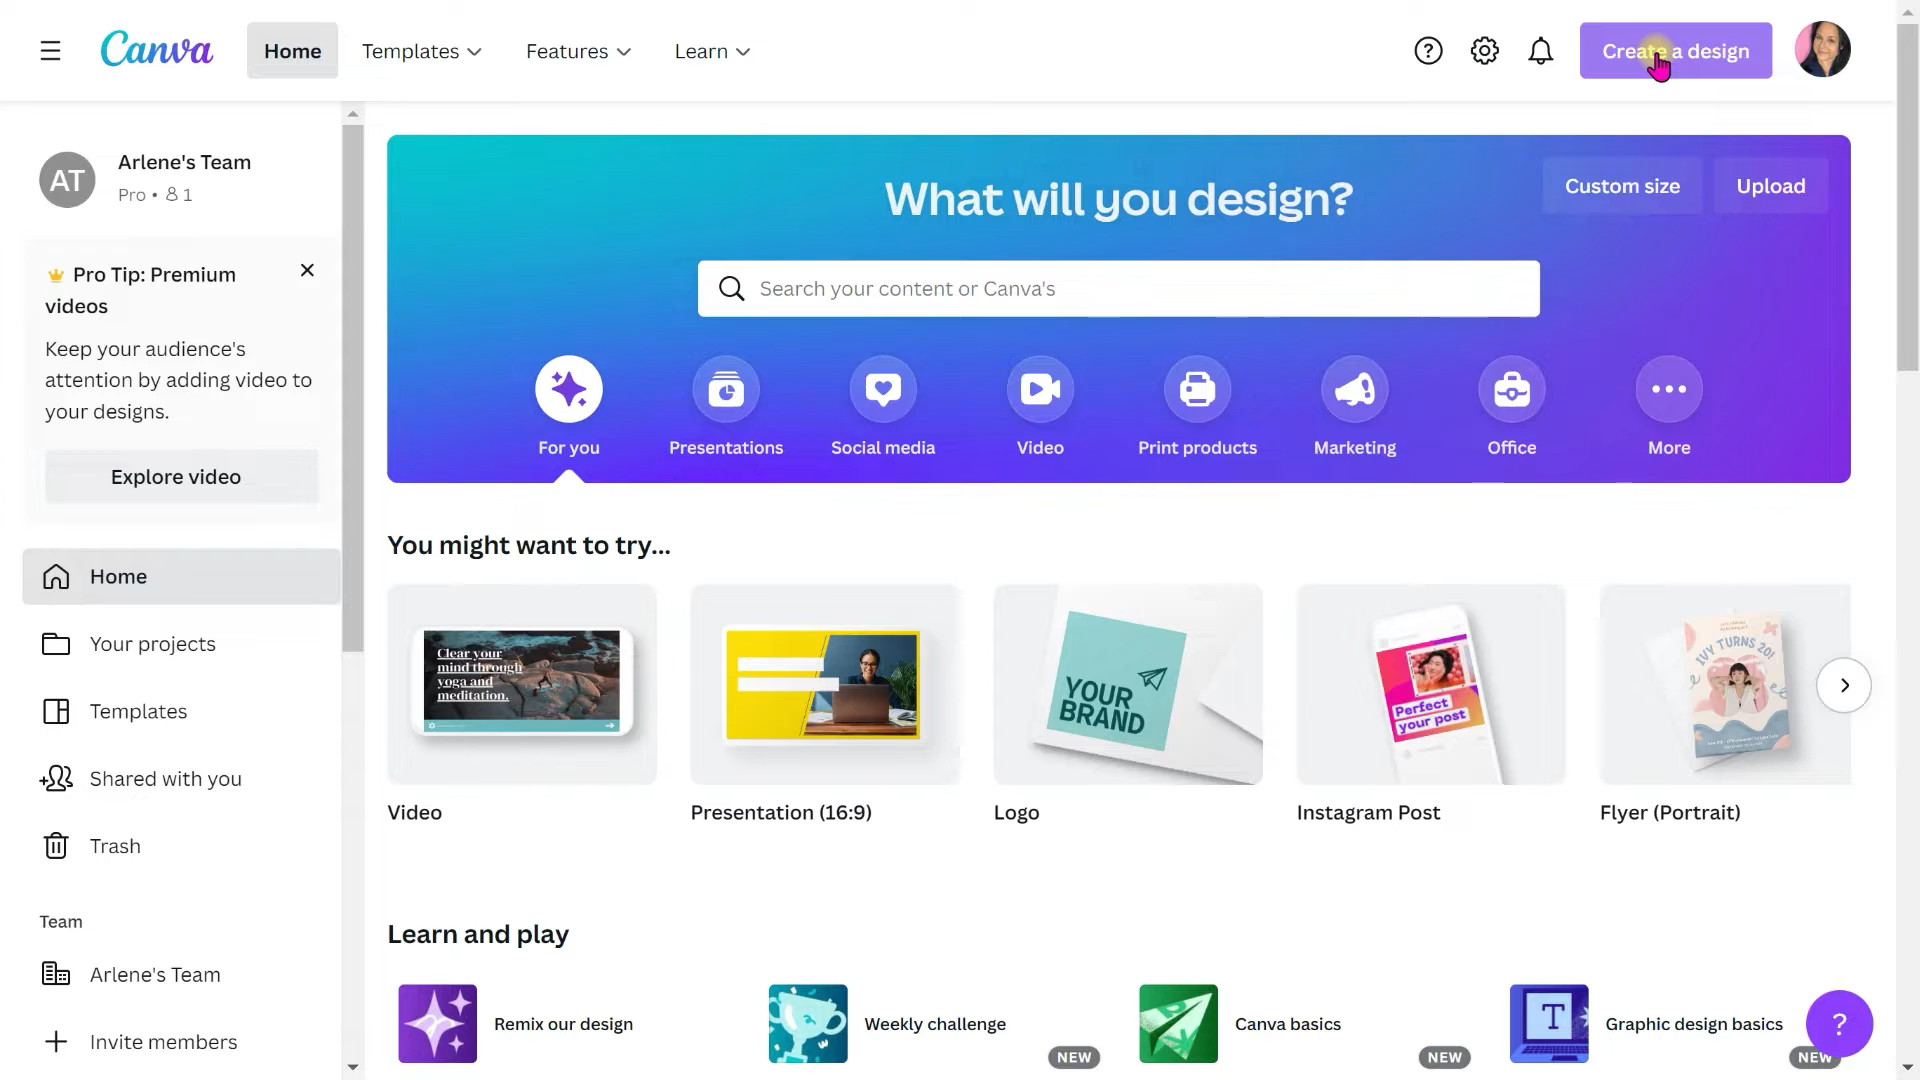 Canva
Home
Templates
Features
Learn
Create a design
AT
Arlene's Team
Pro • 1
Pro Tip: Premium
videos
Keep your audience's
attention by adding video to
your designs.
Explore video
Home
Your projects
Templates
Shared with you
Trash
Team
Arlene's Team
Invite members
What will you design?
Custom size
Upload
Search your content or Canva's
For you
Presentations
Social media
Video
Print products
Marketing
Office
More
You might want to try...
Clear your
mind through
yoga and
meditation.
YOUR
BRAND
Perfect
your post
IVY TURNS 20!
Video
Presentation (16:9)
Logo
Instagram Post
Flyer (Portrait)
Learn and play
Remix our design
Weekly challenge
NEW
Canva basics
NEW
T
Graphic design basics
NEW
?